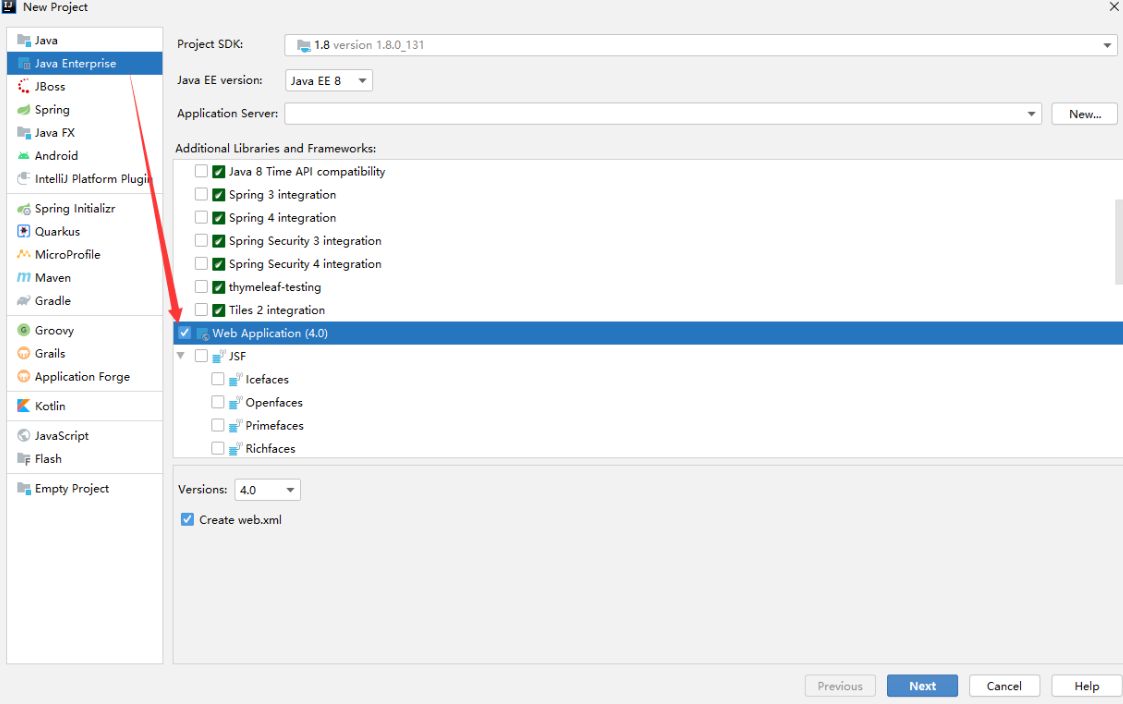 New Project
Java
Java Enterprise
JBoss
Spring
Java FX
Android
IntelliJ Platform Plugin
Spring Initializr
Quarkus
MicroProfile
Maven
Gradle
Groovy
Grails
Application Forge
Kotlin
JavaScript
Flash
Empty Project
Project SDK: 1.8 version 1.8.0_131
Java EE version: Java EE 8
Application Server: New...
Additional Libraries and Frameworks:
Java 8 Time API compatibility
Spring 3 integration
Spring 4 integration
Spring Security 3 integration
Spring Security 4 integration
thymeleaf-testing
Tiles 2 integration
Web Application (4.0)
JSF
Icefaces
Openfaces
Primefaces
Richfaces
Versions: 4.0
Create web.xml
Previous Next Cancel Help